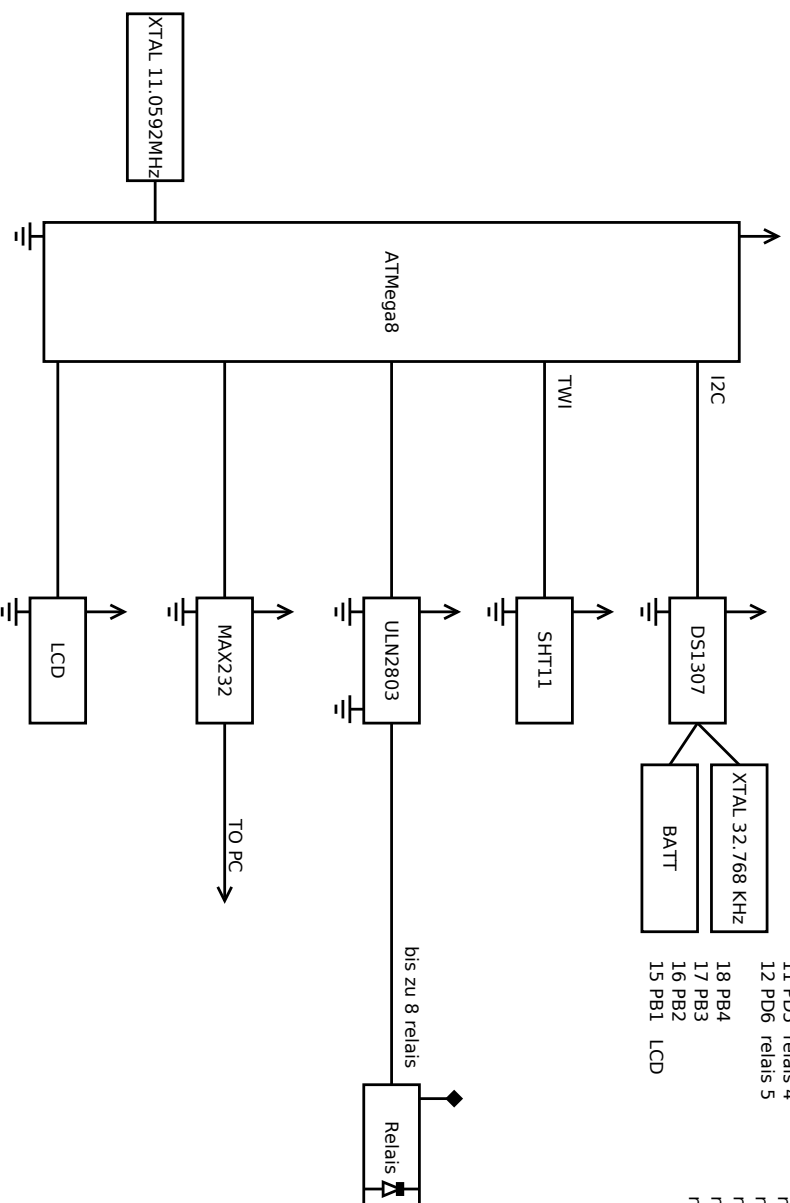 XTAL 11.0592MHz
ATMega8
I2C
TWI
DS1307
SHT11
ULN2803
MAX232
LCD
XTAL 32.768 KHz
BATT
TO PC
bis zu 8 relais
Relais
12 PD6 relais 5
18 PB4
17 PB3
16 PB2
15 PB1 LCD